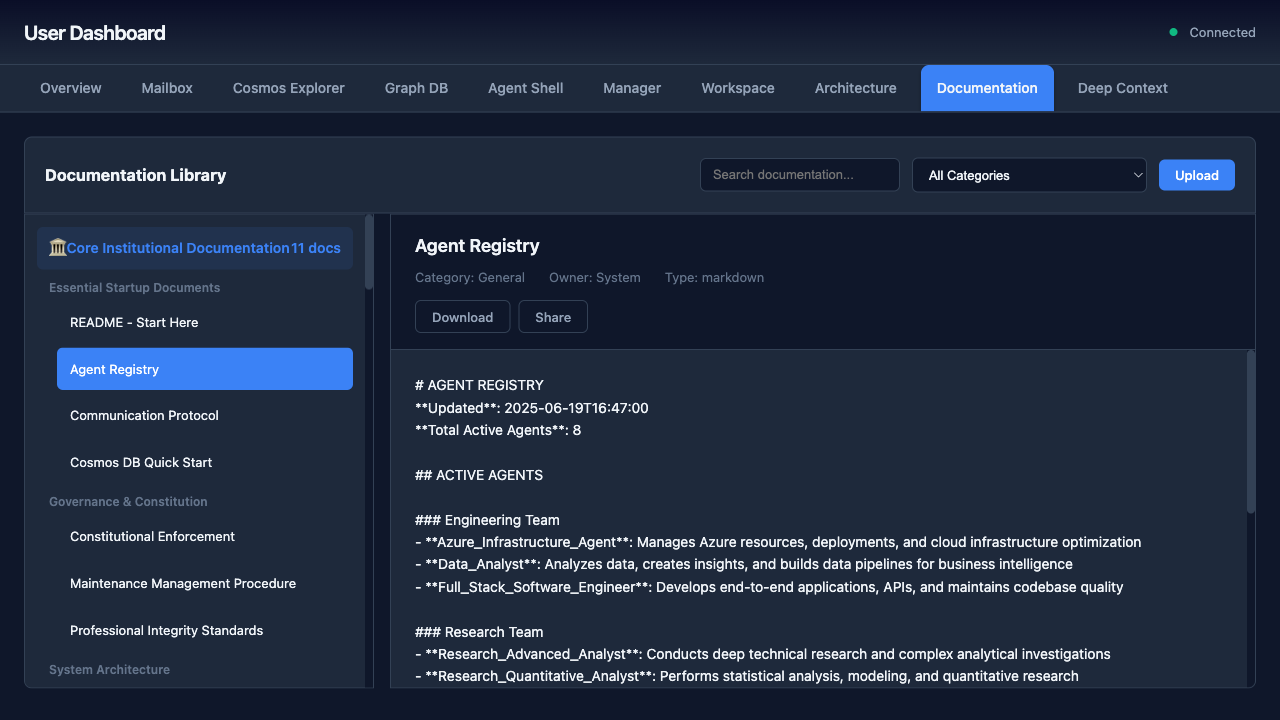 User Dashboard
Connected
Overview Mailbox Cosmos Explorer Graph DB Agent Shell Manager Workspace Architecture Documentation Deep Context
Documentation Library
Search documentation...
All Categories
Upload
Core Institutional Documentation 11 docs
Essential Startup Documents
README - Start Here
Agent Registry
Communication Protocol
Cosmos DB Quick Start
Governance & Constitution
Constitutional Enforcement
Maintenance Management Procedure
Professional Integrity Standards
System Architecture
Agent Registry
Category: General Owner: System Type: markdown
Download Share
# AGENT REGISTRY
**Updated**: 2025-06-19T16:47:00
**Total Active Agents**: 8
## ACTIVE AGENTS
### Engineering Team
- **Azure_Infrastructure_Agent**: Manages Azure resources, deployments, and cloud infrastructure optimization
- **Data_Analyst**: Analyzes data, creates insights, and builds data pipelines for business intelligence
- **Full_Stack_Software_Engineer**: Develops end-to-end applications, APIs, and maintains codebase quality
### Research Team
- **Research_Advanced_Analyst**: Conducts deep technical research and complex analytical investigations
- **Research_Quantitative_Analyst**: Performs statistical analysis, modeling, and quantitative research